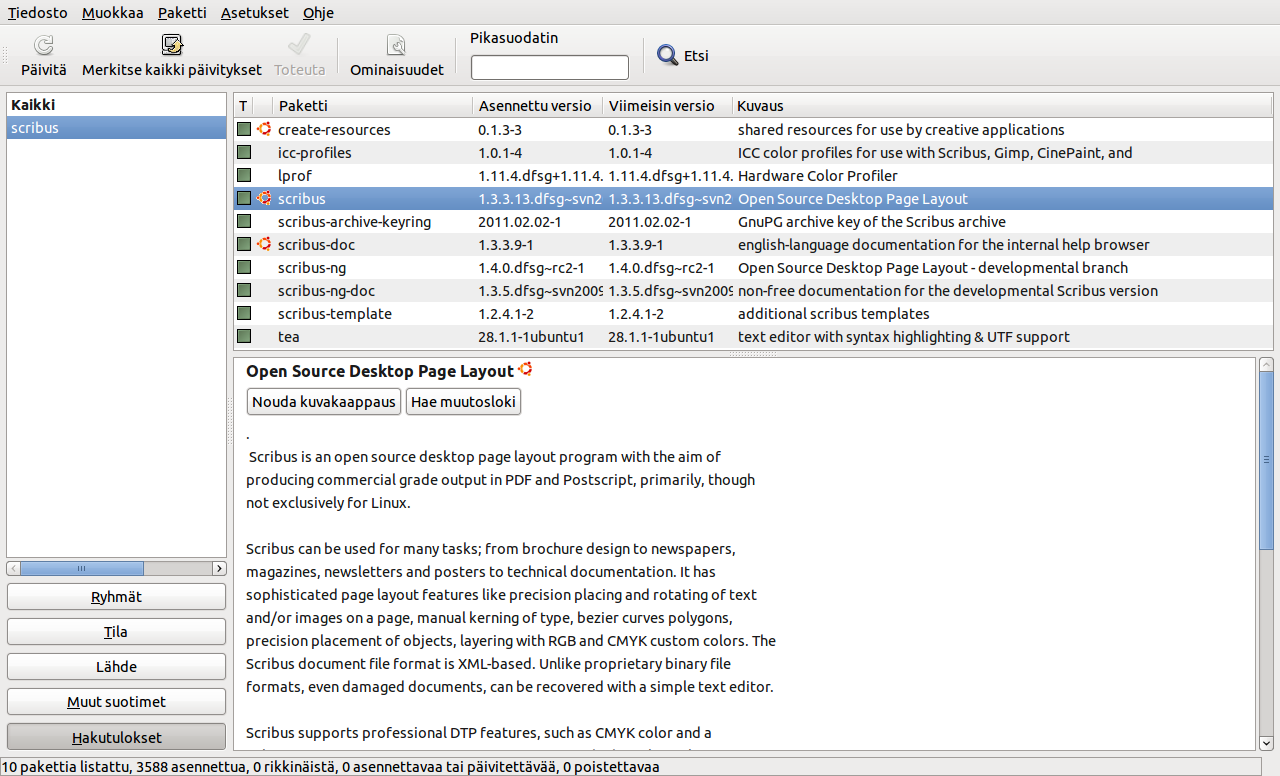 Tiedosto Muokkaa Paketti Asetukset Ohje
Päivitä Merkitse kaikki päivitykset Toteuta Ominaisuudet Pikasuodatin Etsi
Kaikki
scribus
T Paketti Asennettu versio Viimeisin versio Kuvaus
create-resources 0.1.3-3 0.1.3-3 shared resources for use by creative applications
icc-profiles 1.0.1-4 1.0.1-4 ICC color profiles for use with Scribus, Gimp, CinePaint, and
lprof 1.11.4.dfsg+1.11.4. 1.11.4.dfsg+1.11.4. Hardware Color Profiler
scribus 1.3.3.13.dfsg~svn2 1.3.3.13.dfsg~svn2 Open Source Desktop Page Layout
scribus-archive-keyring 2011.02.02-1 2011.02.02-1 GnuPG archive key of the Scribus archive
scribus-doc 1.3.3.9-1 1.3.3.9-1 english-language documentation for the internal help browser
scribus-ng 1.4.0.dfsg~rc2-1 1.4.0.dfsg~rc2-1 Open Source Desktop Page Layout - developmental branch
scribus-ng-doc 1.3.5.dfsg~svn2009 1.3.5.dfsg~svn2009 non-free documentation for the developmental Scribus version
scribus-template 1.2.4.1-2 1.2.4.1-2 additional scribus templates
tea 28.1.1-1ubuntu1 28.1.1-1ubuntu1 text editor with syntax highlighting & UTF support
Open Source Desktop Page Layout
Nouda kuvakaappaus Hae muutosloki
.
Scribus is an open source desktop page layout program with the aim of
producing commercial grade output in PDF and Postscript, primarily, though
not exclusively for Linux.
Scribus can be used for many tasks; from brochure design to newspapers,
magazines, newsletters and posters to technical documentation. It has
sophisticated page layout features like precision placing and rotating of text
and/or images on a page, manual kerning of type, bezier curves polygons,
precision placement of objects, layering with RGB and CMYK custom colors. The
Scribus document file format is XML-based. Unlike proprietary binary file
formats, even damaged documents, can be recovered with a simple text editor.
Scribus supports professional DTP features, such as CMYK color and a
Ryhmät
Tila
Lähde
Muut suotimet
Hakutulokset
10 pakettia listattu, 3588 asennettua, 0 rikkinäistä, 0 asennettavaa tai päivitettävää, 0 poistettavaa